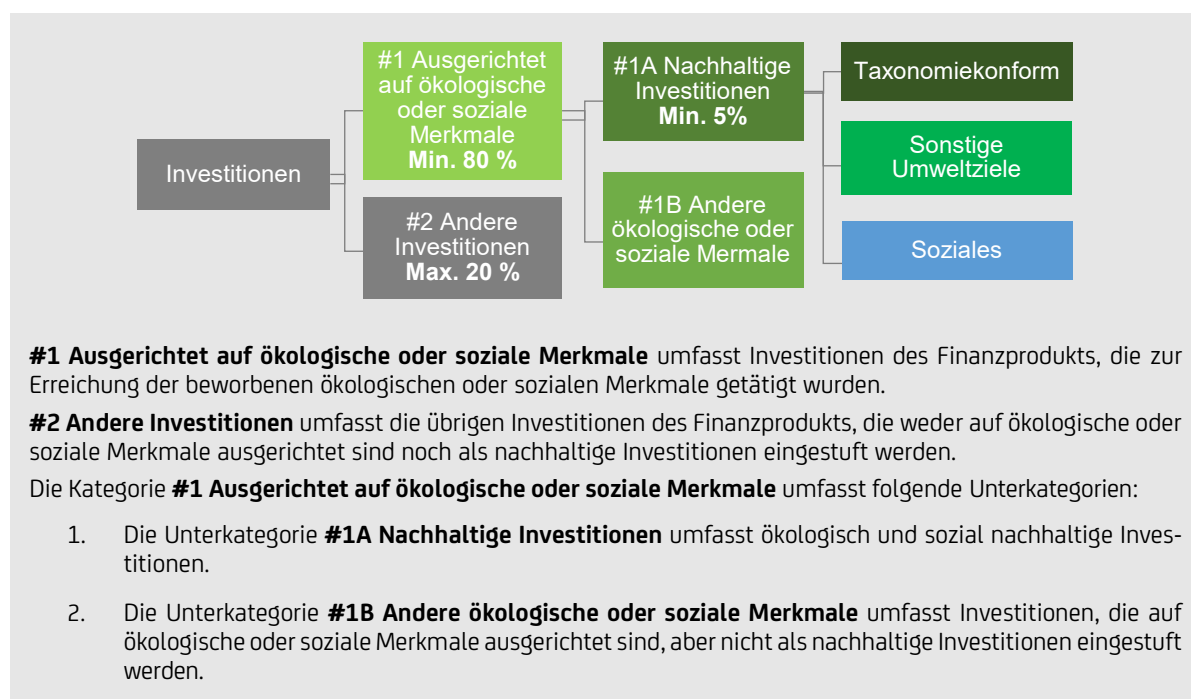 Investitionen
#1 Ausgerichtet
auf ökologische
oder soziale
Merkmale
Min. 80 %
#2 Andere
Investitionen
Max. 20 %
#1A Nachhaltige
Investitionen
Min. 5%
#1B Andere
ökologische oder
soziale Mermale
Taxonomiekonform
Sonstige
Umweltziele
Soziales
#1 Ausgerichtet auf ökologische oder soziale Merkmale umfasst Investitionen des Finanzprodukts, die zur
Erreichung der beworbenen ökologischen oder sozialen Merkmale getätigt wurden.
#2 Andere Investitionen umfasst die übrigen Investitionen des Finanzprodukts, die weder auf ökologische oder
soziale Merkmale ausgerichtet sind noch als nachhaltige Investitionen eingestuft werden.
Die Kategorie #1 Ausgerichtet auf ökologische oder soziale Merkmale umfasst folgende Unterkategorien:
1. Die Unterkategorie #1A Nachhaltige Investitionen umfasst ökologisch und sozial nachhaltige Inves-
titionen.
2. Die Unterkategorie #1B Andere ökologische oder soziale Merkmale umfasst Investitionen, die auf
ökologische oder soziale Merkmale ausgerichtet sind, aber nicht als nachhaltige Investitionen eingestuft
werden.